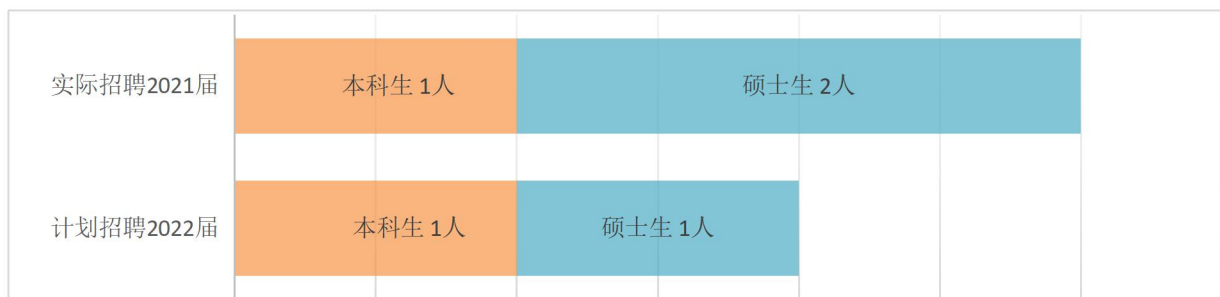 实际招聘2021届 本科生 1人 硕士生 2人
计划招聘2022届 本科生 1人 硕士生 1人